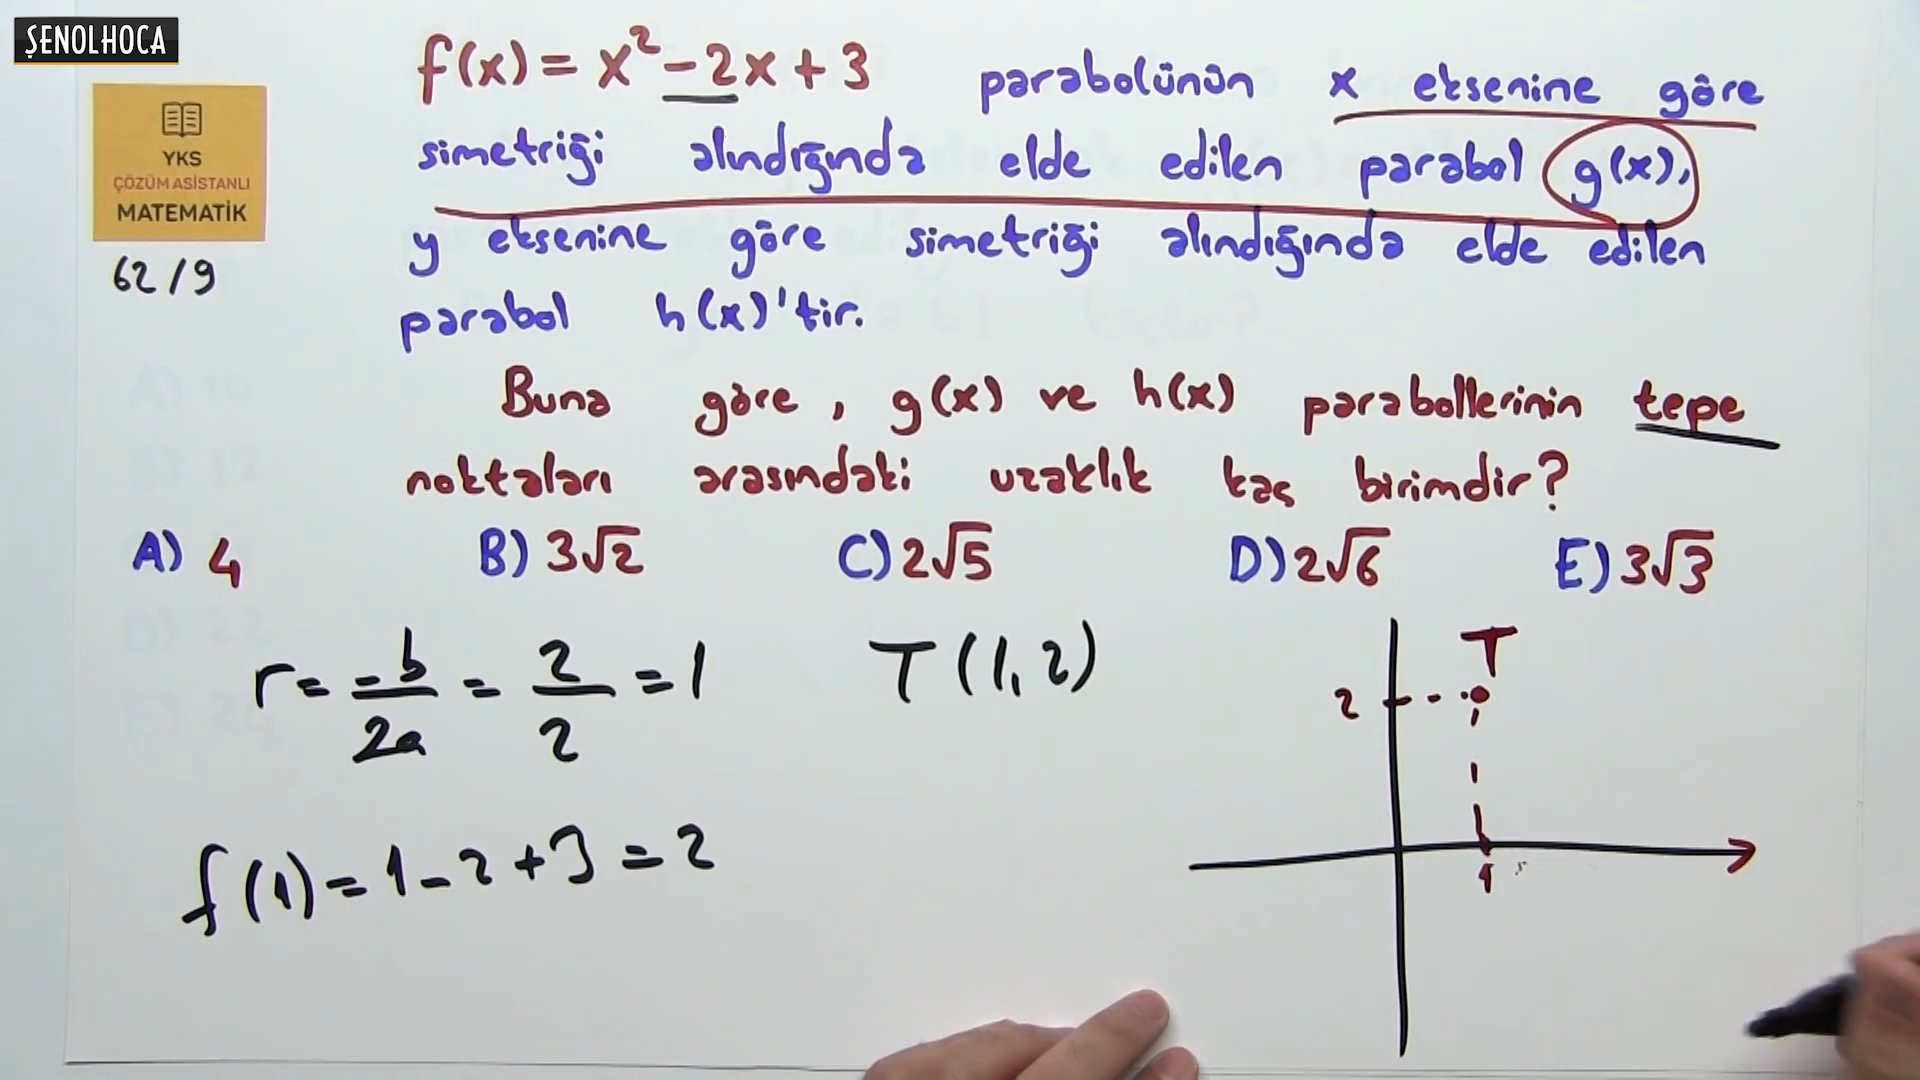 ŞENOLHOCA
YKS
ÇÖZÜM ASİSTANLI
MATEMATİK
62/9
f(x) = x² - 2x + 3 parabolünün x eksenine göre
simetriği alındığında elde edilen parabol g(x),
y eksenine göre simetriği alındığında elde edilen
parabol h(x)'tir.
Buna göre, g(x) ve h(x) parabollerinin tepe
noktaları arasındaki uzaklık kaç birimdir?
A) 4 B) 3√2 C) 2√5 D) 2√6 E) 3√3
r = -b/2a = 2/2 = 1 T(1,2)
f(1) = 1-2+3 = 2
T
2
1